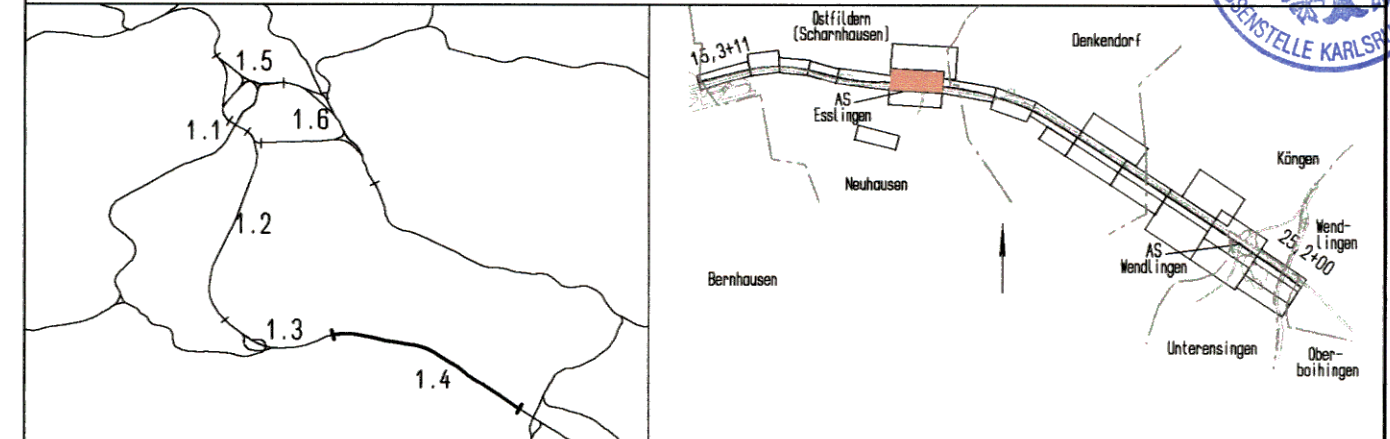 1.5
1.1
1.6
1.2
1.3
1.4
Ostfildern
(Scharnhausen)
Denkendorf
15,3+11
AS
Esslingen
Neuhausen
Köngen
Wend-
lingen
25,2+00
AS
Wendlingen
Bernhausen
Unterensingen
Ober-
boihingen
SENSTELLE KARLSR